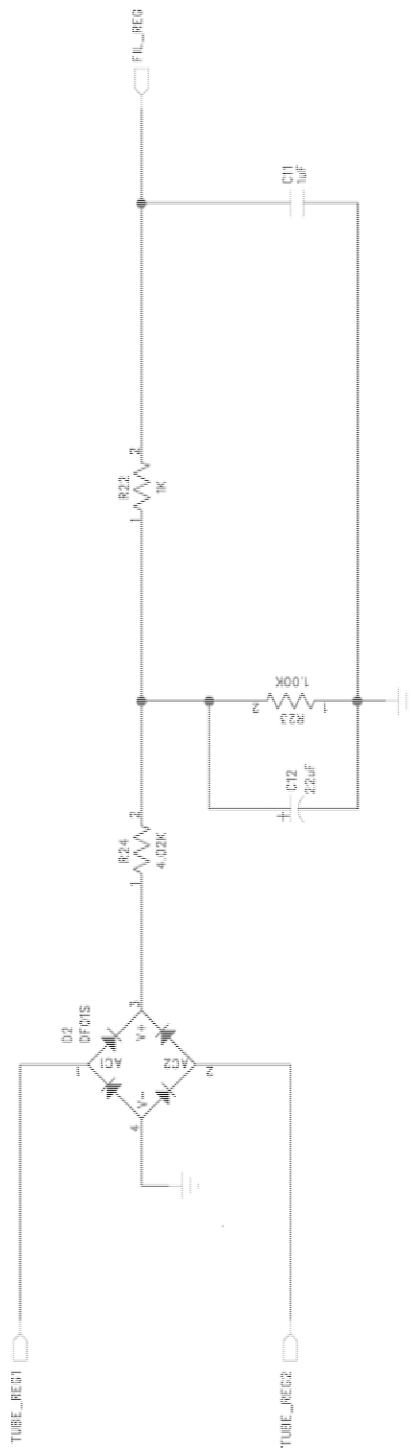 TUBE_REG1
TUBE_REG2
D2
DF01S
1
AC1
AC2
2
V-
4
V+
3
R24
4.02K
1
2
C12
22uF
+
R23
1.00K
1
2
R22
1K
1
2
C11
1uF
FIL_REG